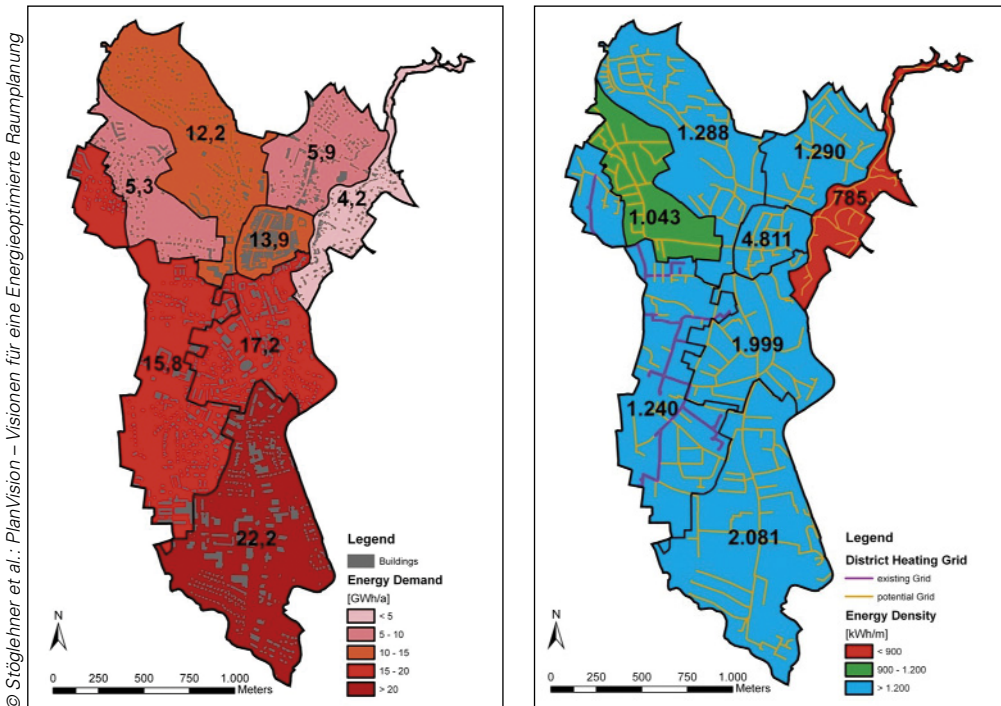 © Stöglehner et al.: PlanVision – Visionen für eine Energieoptimierte Raumplanung
12,2
5,9
5,3
4,2
13,9
17,2
15,8
22,2
Legend
Buildings
Energy Demand
[GWh/a]
< 5
5 - 10
10 - 15
15 - 20
> 20
N
0 250 500 1.000
Meters
1.288
1.290
785
1.043
4.811
1.999
1.240
2.081
Legend
District Heating Grid
existing Grid
potential Grid
Energy Density
[kWh/m]
< 900
900 - 1.200
> 1.200
N
0 250 500 1.000
Meters